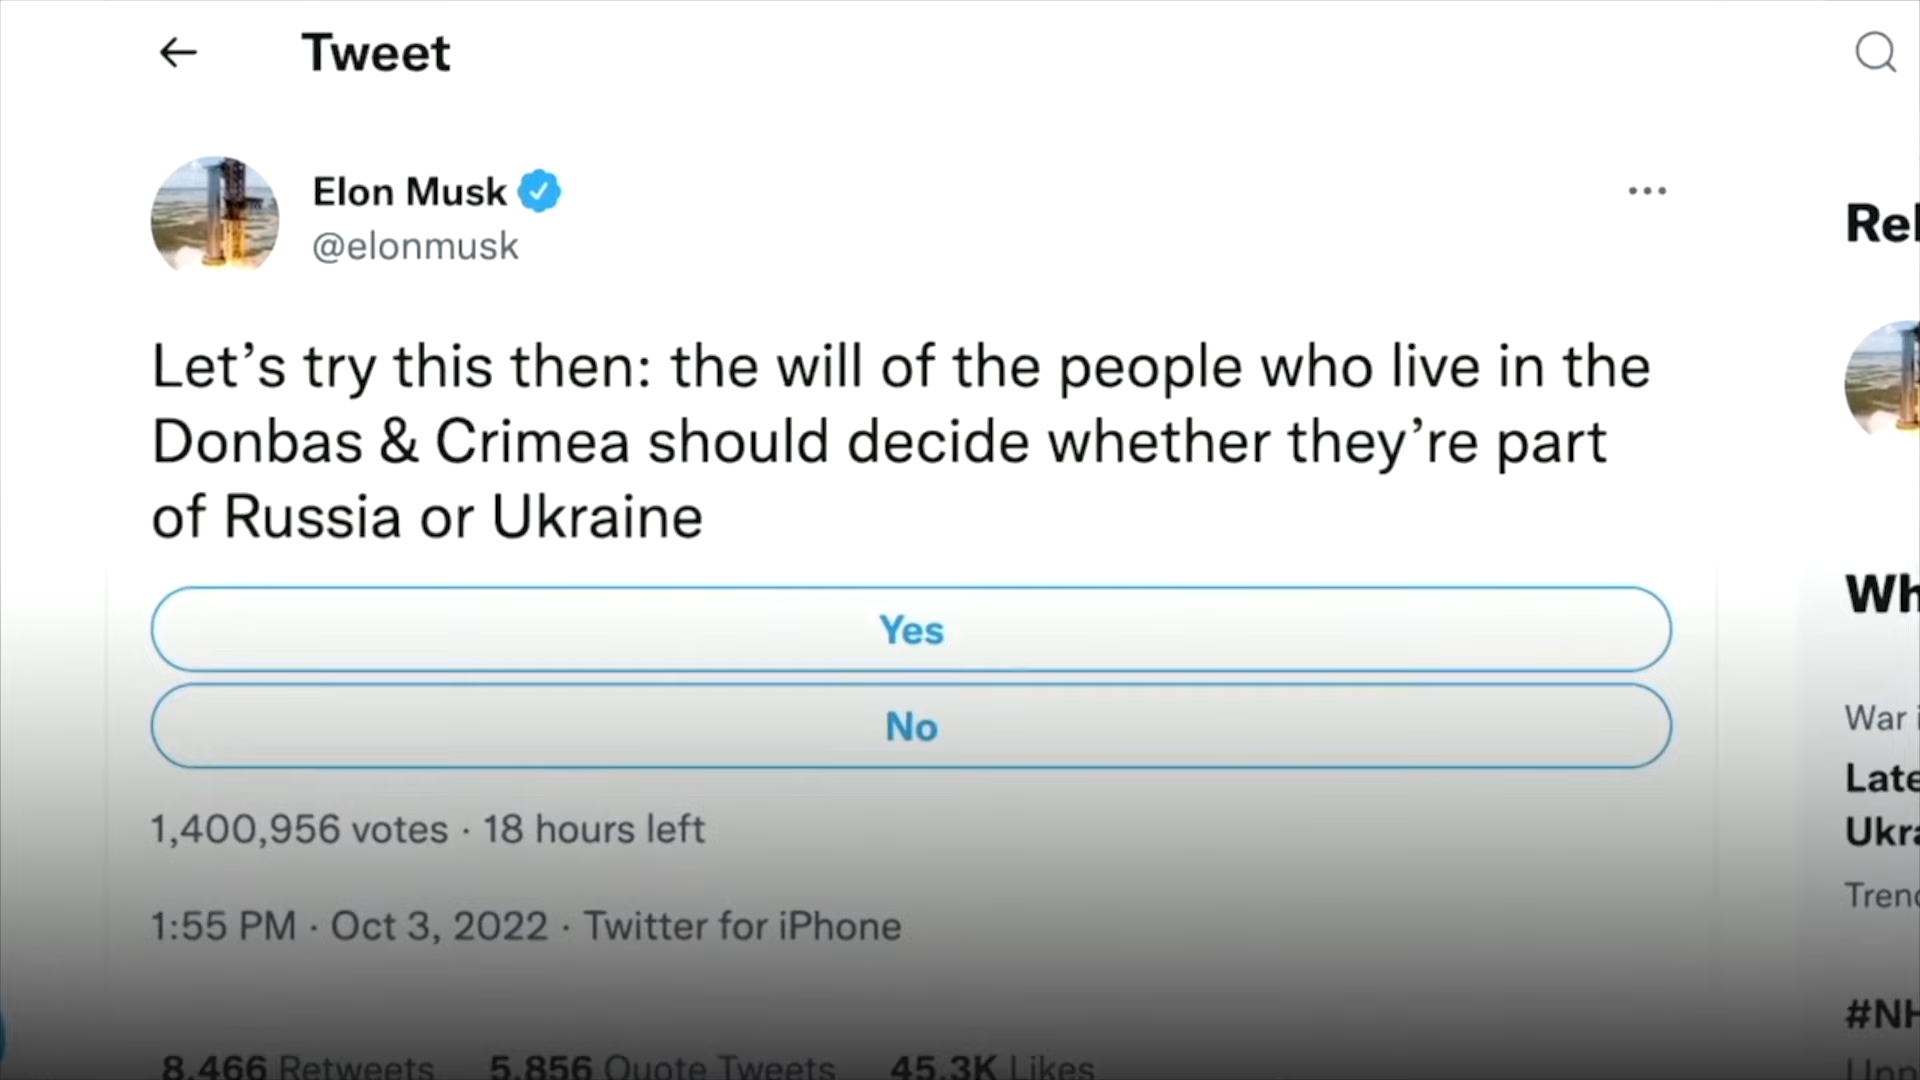 Tweet
Elon Musk
@elonmusk
Let’s try this then: the will of the people who live in the
Donbas & Crimea should decide whether they’re part
of Russia or Ukraine
Yes
No
1,400,956 votes · 18 hours left
1:55 PM · Oct 3, 2022 · Twitter for iPhone
8,466 Retweets 5,856 Quote Tweets 45.3K Likes
War